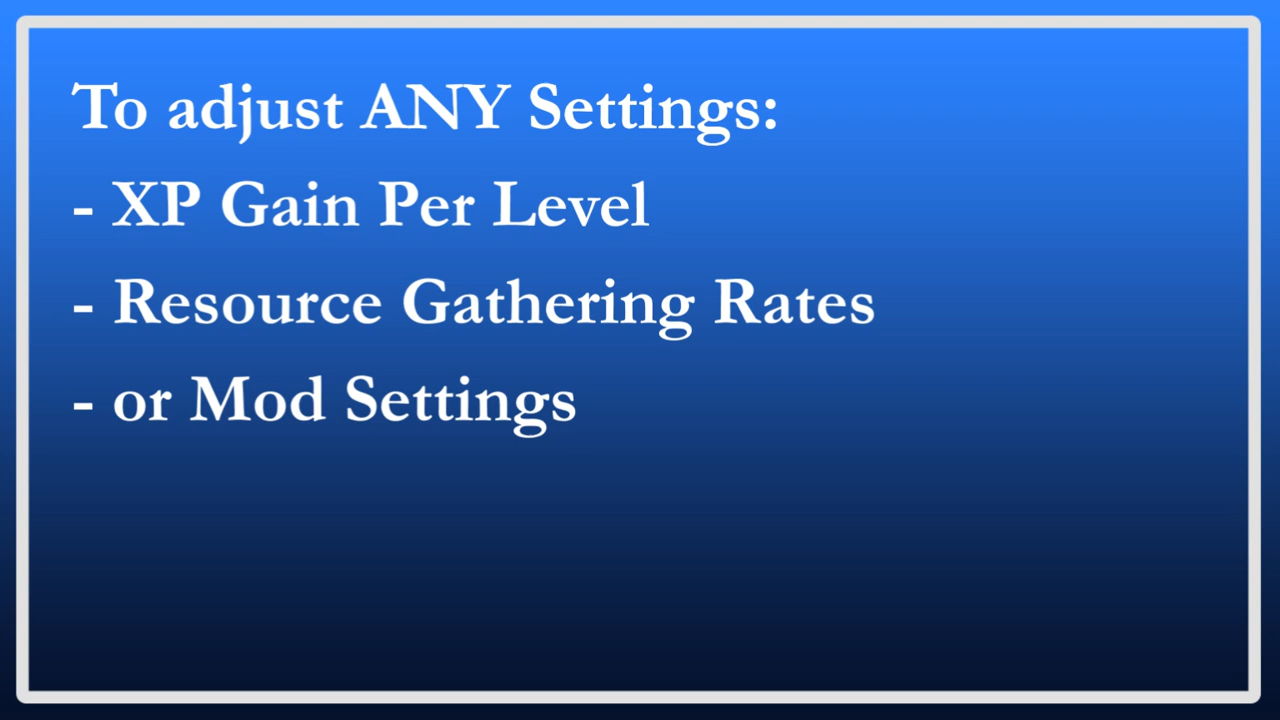 To adjust ANY Settings:
- XP Gain Per Level
- Resource Gathering Rates
- or Mod Settings